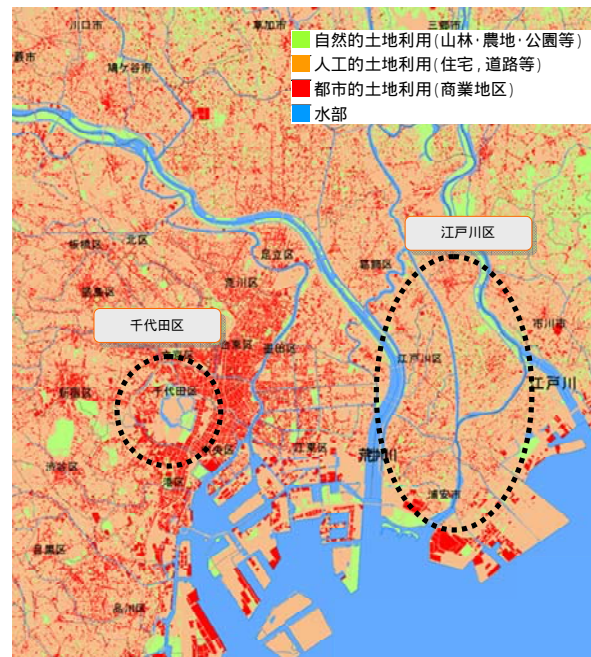 川口市
草加市
三郷市
蕨市
鳩ヶ谷市
自然的土地利用(山林・農地・公園等)
人工的土地利用(住宅,道路等)
都市的土地利用(商業地区)
水部
板橋区
北区
足立区
葛飾区
江戸川区
豊島区
荒川区
千代田区
市川市
台東区
墨田区
江戸川区
江戸川
新宿区
千代田区
中央区
江東区
荒川
渋谷区
港区
浦安市
目黒区
品川区